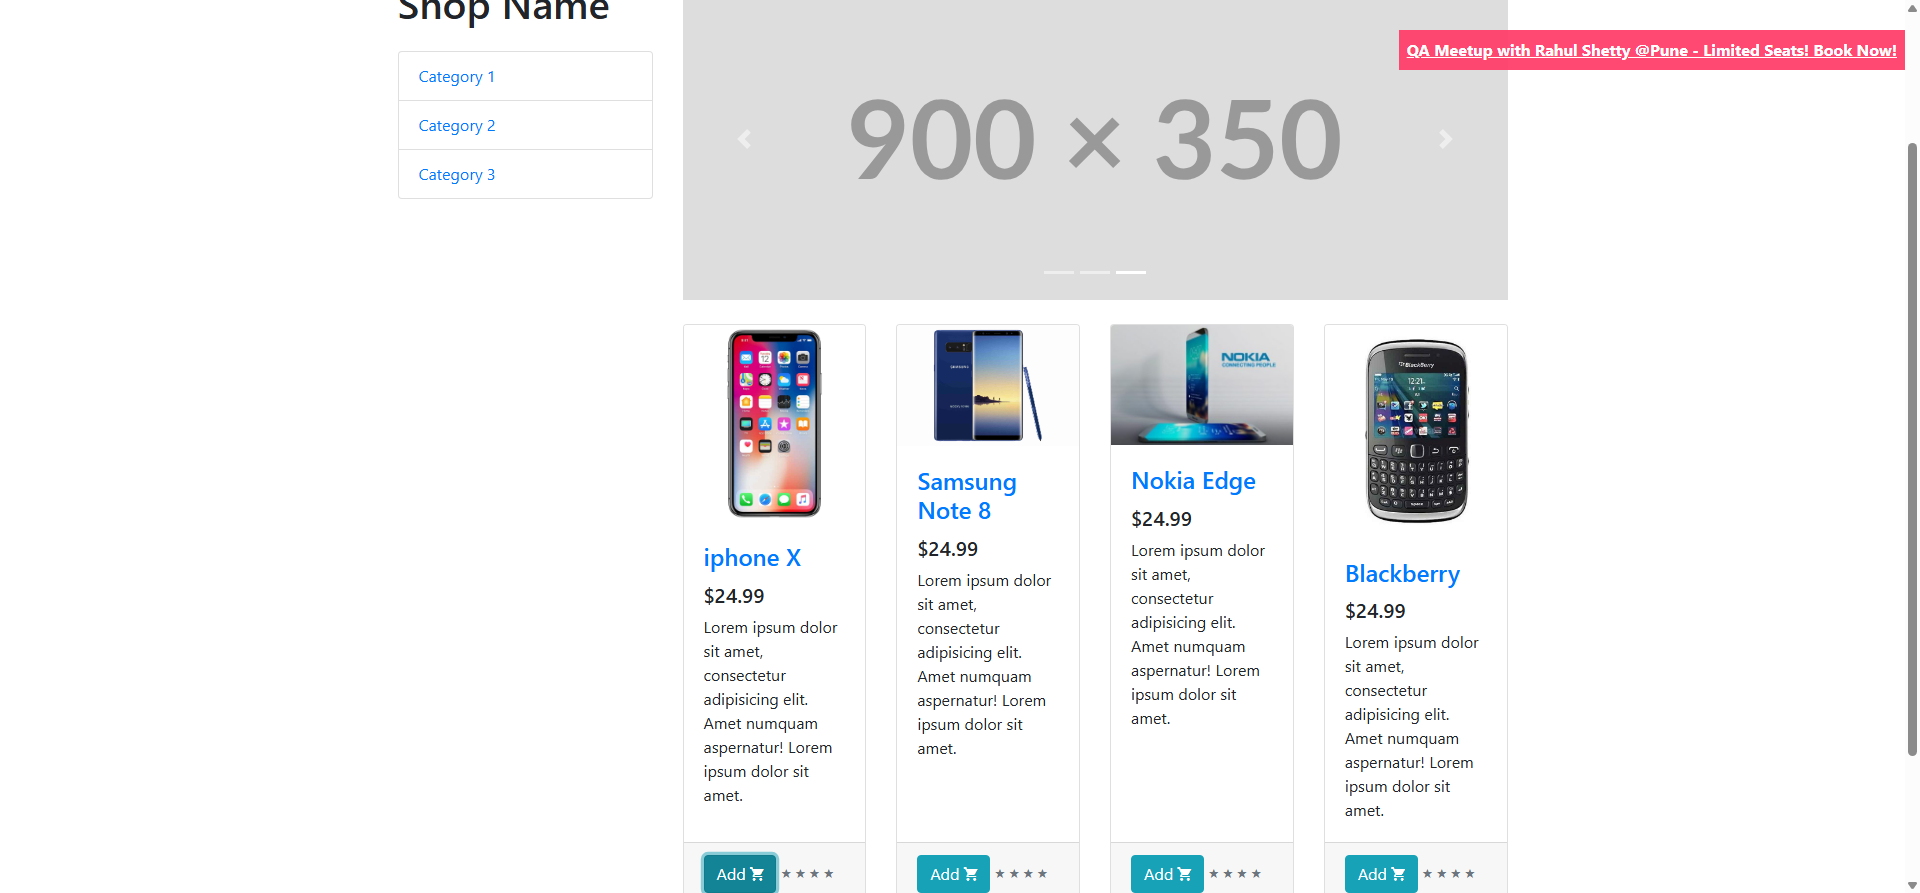 Shop Name
QA Meetup with Rahul Shetty @Pune - Limited Seats! Book Now!
Category 1
Category 2
Category 3
900 × 350
NOKIA
CONNECTING PEOPLE
BlackBerry
iphone X
$24.99
Lorem ipsum dolor
sit amet,
consectetur
adipisicing elit.
Amet numquam
aspernatur! Lorem
ipsum dolor sit
amet.
Add
Samsung
Note 8
$24.99
Lorem ipsum dolor
sit amet,
consectetur
adipisicing elit.
Amet numquam
aspernatur! Lorem
ipsum dolor sit
amet.
Add
Nokia Edge
$24.99
Lorem ipsum dolor
sit amet,
consectetur
adipisicing elit.
Amet numquam
aspernatur! Lorem
ipsum dolor sit
amet.
Add
Blackberry
$24.99
Lorem ipsum dolor
sit amet,
consectetur
adipisicing elit.
Amet numquam
aspernatur! Lorem
ipsum dolor sit
amet.
Add